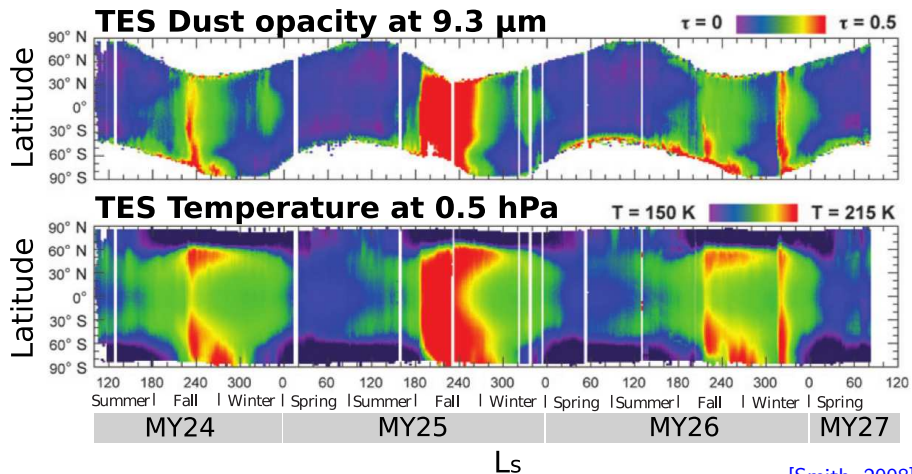 TES Dust opacity at 9.3 µm
τ = 0 τ = 0.5
90° N
60° N
30° N
0°
30° S
60° S
90° S
Latitude
TES Temperature at 0.5 hPa
T = 150 K T = 215 K
90° N
60° N
30° N
0°
30° S
60° S
90° S
Latitude
120 180 240 300 0 60 120 180 240 300 0 60 120 180 240 300 0 60 120
Summer Fall Winter Spring Summer Fall Winter Spring Summer Fall Winter Spring
MY24 MY25 MY26 MY27
Ls
[Smith, 2008]